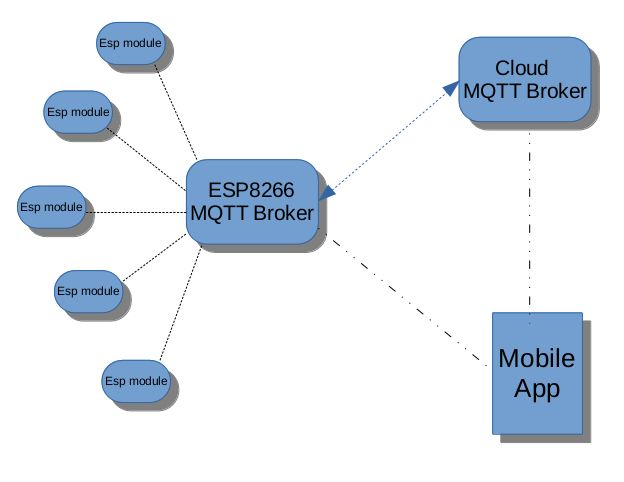 Esp module
Cloud
MQTT Broker
Esp module
ESP8266
MQTT Broker
Esp module
Esp module
Mobile
App
Esp module